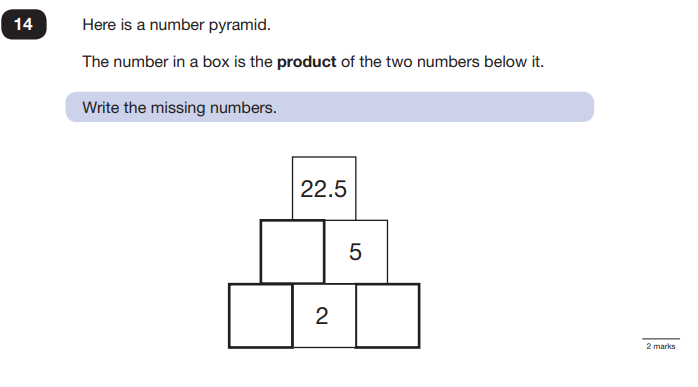 14 Here is a number pyramid.
The number in a box is the product of the two numbers below it.
Write the missing numbers.
22.5
5
2
2 marks